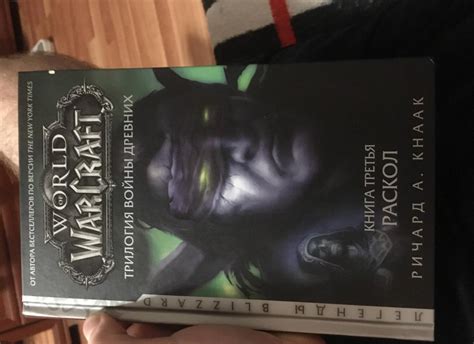 ОТ АВТОРА БЕСТСЕЛЛЕРОВ ПО ВЕРСИИ THE NEW YORK TIMES
WORLD
OF
WARCRAFT
ТРИЛОГИЯ ВОЙНЫ ДРЕВНИХ
КНИГА ТРЕТЬЯ
РАСКОЛ
РИЧАРД А. КНААК
ЛЕГЕНДЫ BLIZZARD